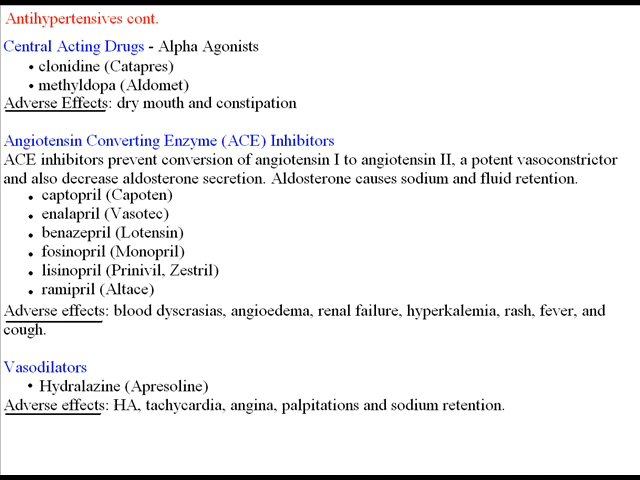 Antihypertensives cont.
Central Acting Drugs - Alpha Agonists
• clonidine (Catapres)
• methyldopa (Aldomet)
Adverse Effects: dry mouth and constipation
Angiotensin Converting Enzyme (ACE) Inhibitors
ACE inhibitors prevent conversion of angiotensin I to angiotensin II, a potent vasoconstrictor
and also decrease aldosterone secretion. Aldosterone causes sodium and fluid retention.
• captopril (Capoten)
• enalapril (Vasotec)
• benazepril (Lotensin)
• fosinopril (Monopril)
• lisinopril (Prinivil, Zestril)
• ramipril (Altace)
Adverse effects: blood dyscrasias, angioedema, renal failure, hyperkalemia, rash, fever, and
cough.
Vasodilators
• Hydralazine (Apresoline)
Adverse effects: HA, tachycardia, angina, palpitations and sodium retention.